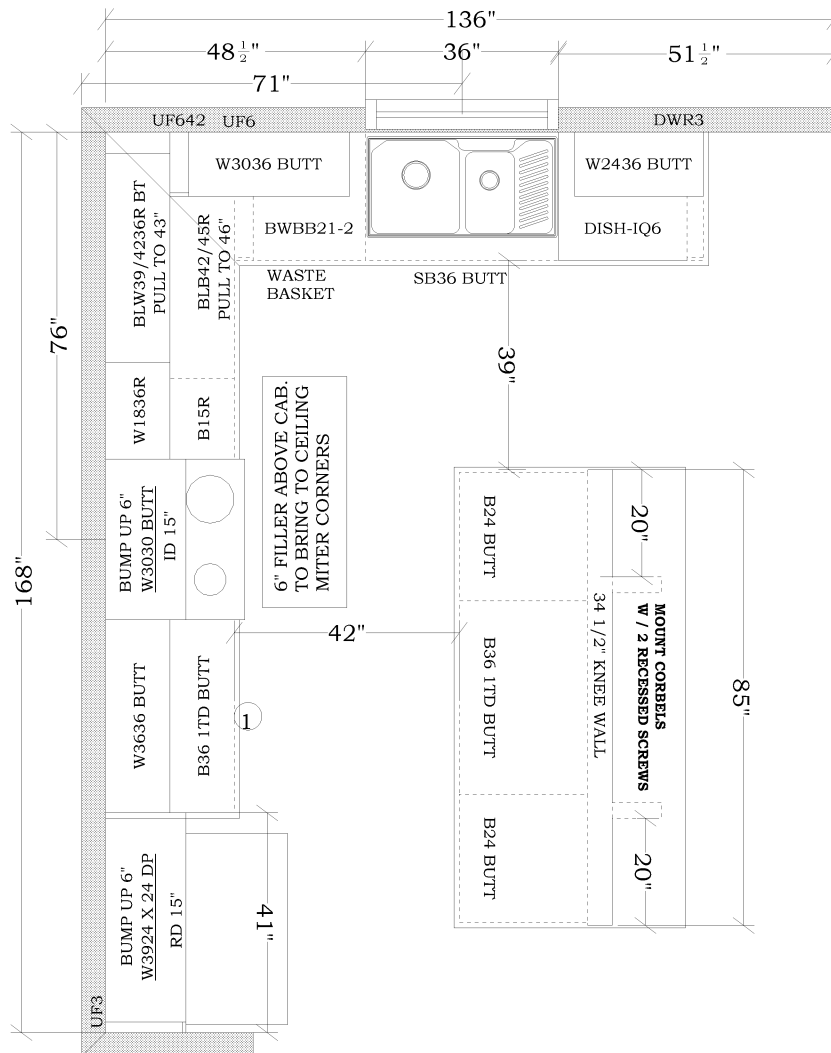 136"
48 ½"
36"
51 ½"
71"
UF642
UF6
DWR3
W3036 BUTT
W2436 BUTT
BWBB21-2
DISH-IQ6
WASTE
BASKET
SB36 BUTT
BLW39/4236R BT
PULL TO 43"
BLB42/45R
PULL TO 46"
76"
39"
W1836R
B15R
6" FILLER ABOVE CAB.
TO BRING TO CEILING
MITER CORNERS
BUMP UP 6"
W3030 BUTT
ID 15"
168"
42"
B24 BUTT
20"
34 1/2" KNEE WALL
MOUNT CORBELS
W / 2 RECESSED SCREWS
85"
B36 1TD BUTT
W3636 BUTT
B36 1TD BUTT
1
B24 BUTT
20"
BUMP UP 6"
W3924 X 24 DP
RD 15"
41"
UF3